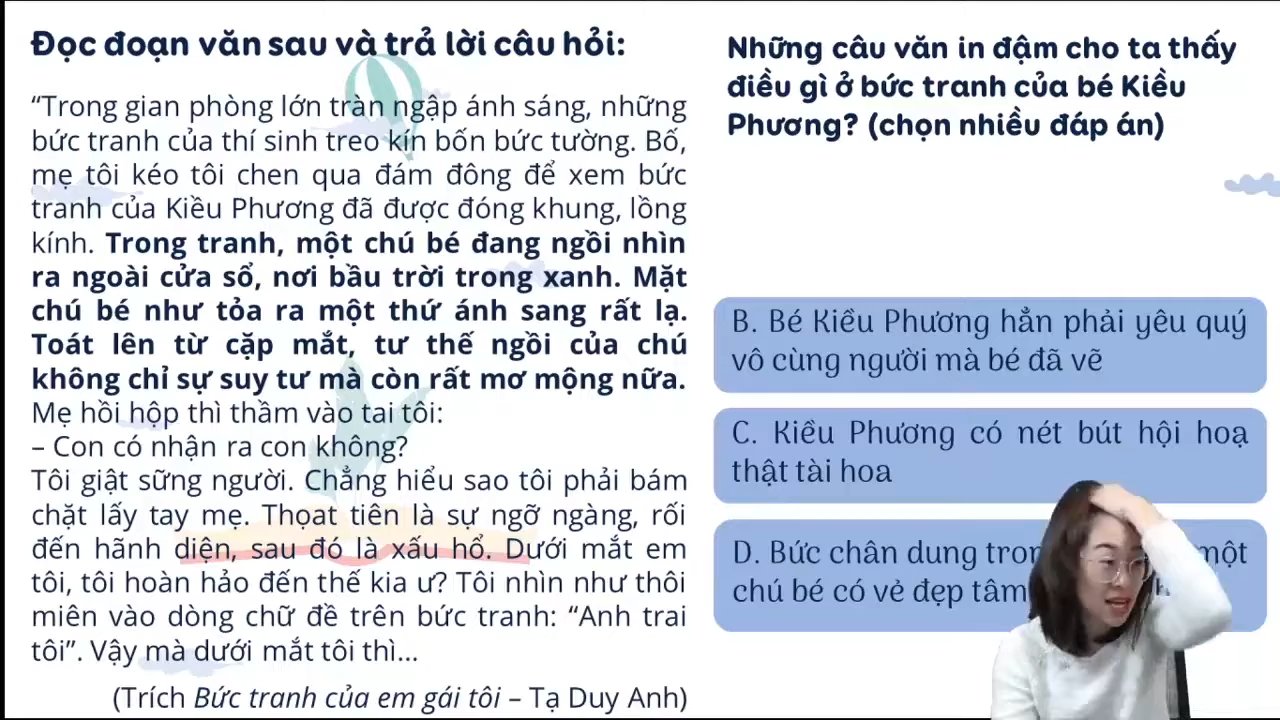 Đọc đoạn văn sau và trả lời câu hỏi:
“Trong gian phòng lớn tràn ngập ánh sáng, những
bức tranh của thí sinh treo kín bốn bức tường. Bố,
mẹ tôi kéo tôi chen qua đám đông để xem bức
tranh của Kiều Phương đã được đóng khung, lồng
kính. Trong tranh, một chú bé đang ngồi nhìn
ra ngoài cửa sổ, nơi bầu trời trong xanh. Mặt
chú bé như tỏa ra một thứ ánh sang rất lạ.
Toát lên từ cặp mắt, tư thế ngồi của chú
không chỉ sự suy tư mà còn rất mơ mộng nữa.
Mẹ hồi hộp thì thầm vào tai tôi:
– Con có nhận ra con không?
Tôi giật sững người. Chẳng hiểu sao tôi phải bám
chặt lấy tay mẹ. Thọat tiên là sự ngỡ ngàng, rối
đến hãnh diện, sau đó là xấu hổ. Dưới mắt em
tôi, tôi hoàn hảo đến thế kia ư? Tôi nhìn như thôi
miên vào dòng chữ đề trên bức tranh: “Anh trai
tôi”. Vậy mà dưới mắt tôi thì...
(Trích Bức tranh của em gái tôi – Tạ Duy Anh)
Những câu văn in đậm cho ta thấy
điều gì ở bức tranh của bé Kiều
Phương? (chọn nhiều đáp án)
B. Bé Kiều Phương hẳn phải yêu quý
vô cùng người mà bé đã vẽ
C. Kiều Phương có nét bút hội hoạ
thật tài hoa
D. Bức chân dung một
chú bé có vẻ đẹp tâm